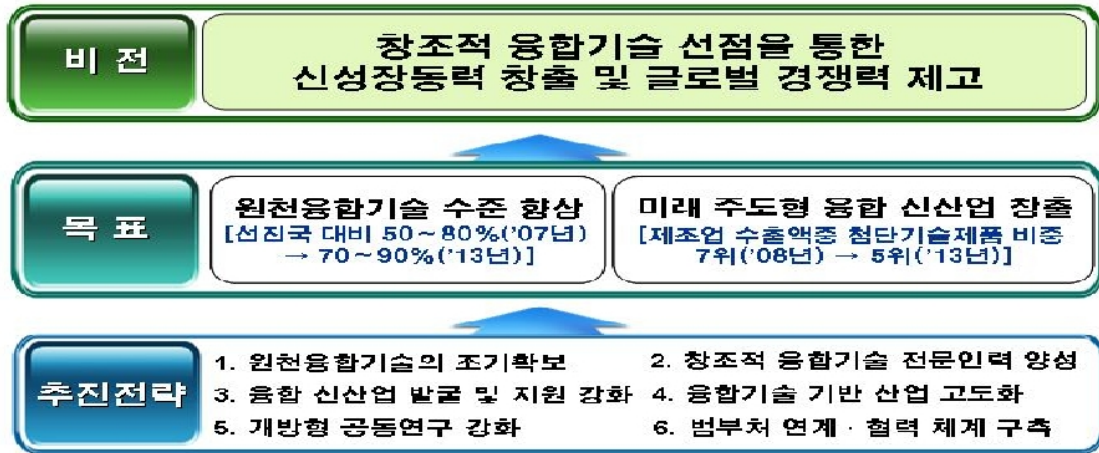 비 전
창조적 융합기술 선점을 통한
신성장동력 창출 및 글로벌 경쟁력 제고
목 표
원천융합기술 수준 향상
[선진국 대비 50~80%('07년)
→ 70~90%('13년)]
미래 주도형 융합 신산업 창출
[제조업 수출액중 첨단기술제품 비중
7위('08년) → 5위('13년)]
추진전략
1. 원천융합기술의 조기확보
2. 창조적 융합기술 전문인력 양성
3. 융합 신산업 발굴 및 지원 강화
4. 융합기술 기반 산업 고도화
5. 개방형 공동연구 강화
6. 범부처 연계·협력 체계 구축